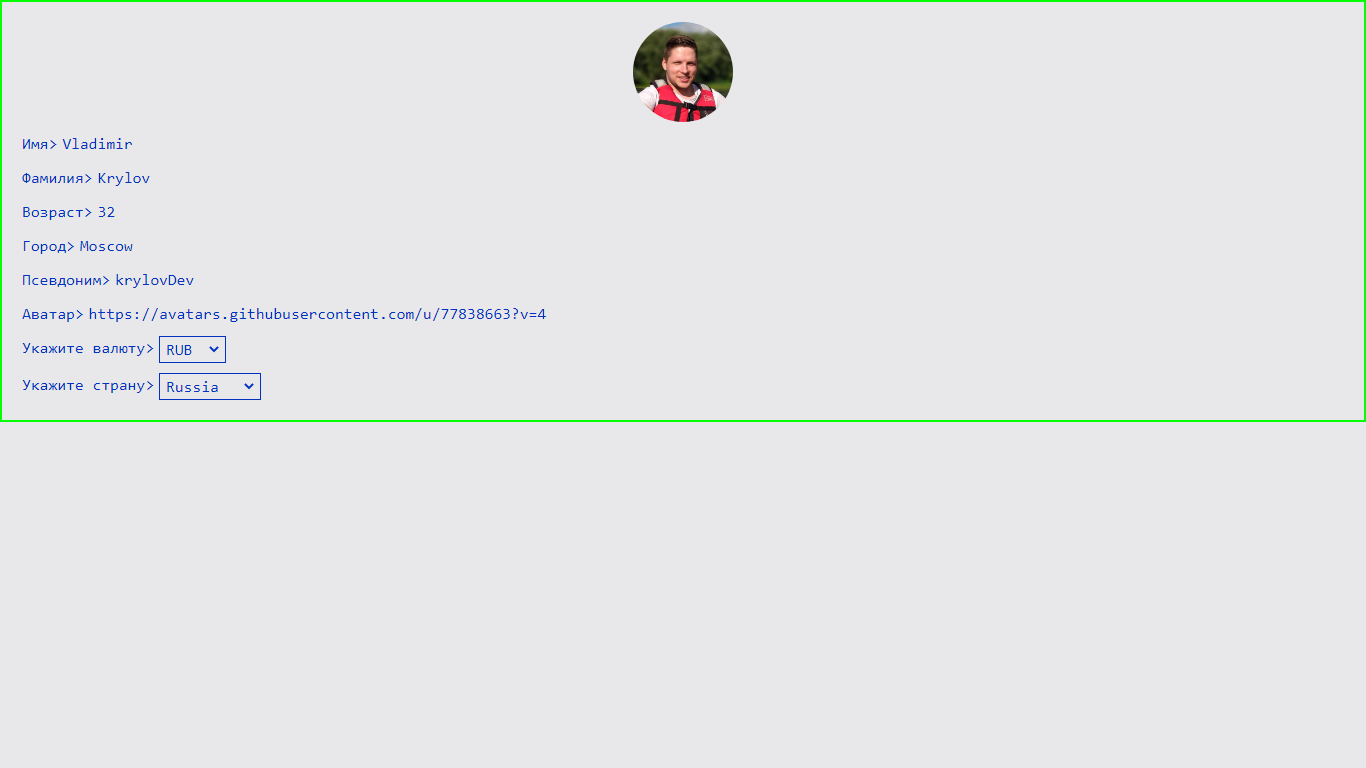 Имя> Vladimir
Фамилия> Krylov
Возраст> 32
Город> Moscow
Псевдоним> krylovDev
Аватар> https://avatars.githubusercontent.com/u/77838663?v=4
Укажите валюту> RUB
Укажите страну> Russia